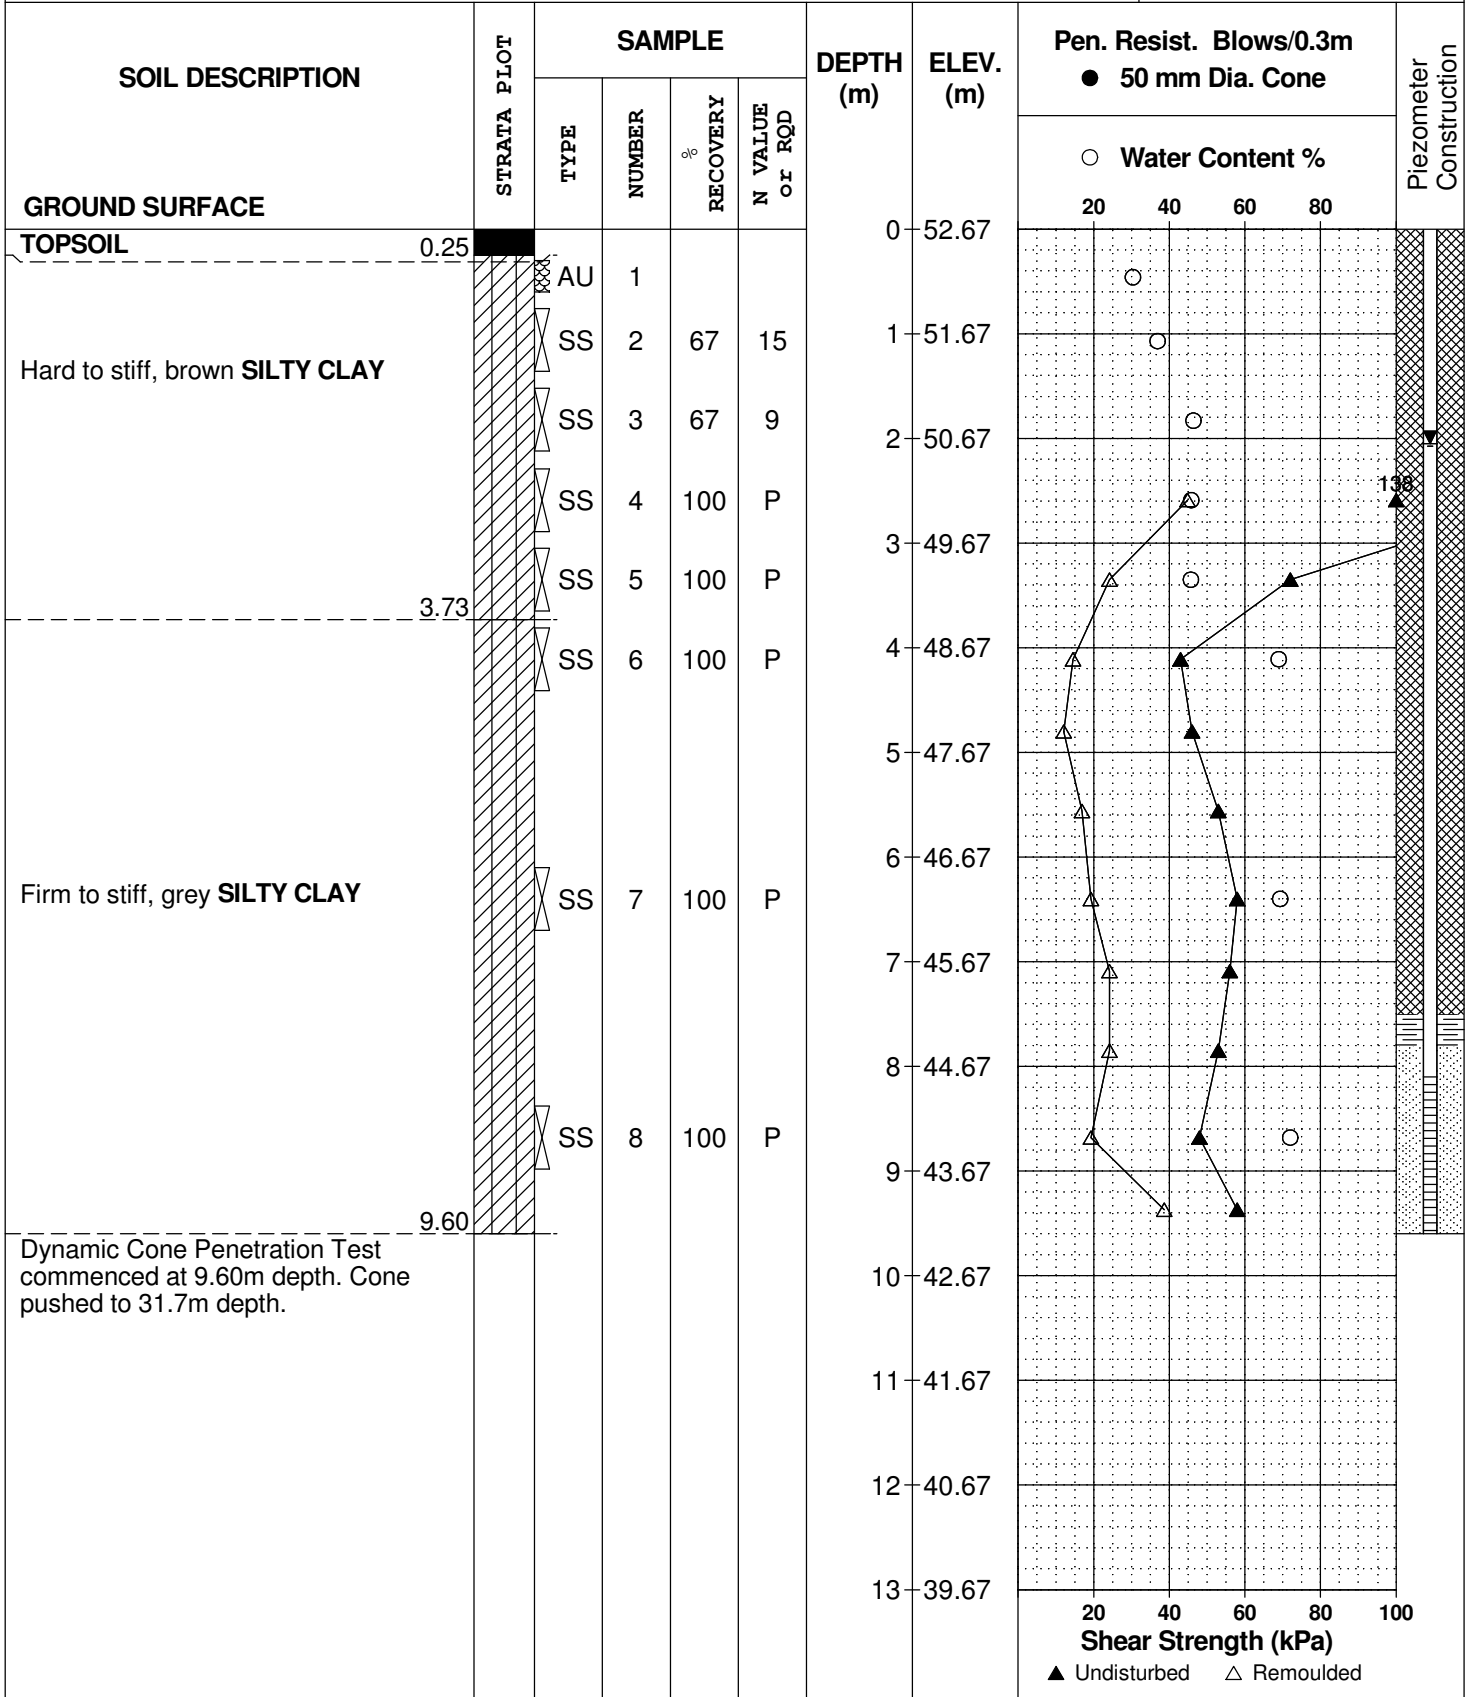 SOIL DESCRIPTION
GROUND SURFACE
STRATA PLOT
SAMPLE
TYPE
NUMBER
% RECOVERY
N VALUE or RQD
DEPTH (m)
ELEV. (m)
Pen. Resist. Blows/0.3m
● 50 mm Dia. Cone
○ Water Content %
20 40 60 80
Piezometer Construction
TOPSOIL 0.25
0 52.67
AU 1
SS 2 67 15
1 51.67
Hard to stiff, brown SILTY CLAY
SS 3 67 9
2 50.67
138
SS 4 100 P
3 49.67
SS 5 100 P
3.73
4 48.67
SS 6 100 P
5 47.67
6 46.67
Firm to stiff, grey SILTY CLAY
SS 7 100 P
7 45.67
8 44.67
SS 8 100 P
9 43.67
9.60
Dynamic Cone Penetration Test
commenced at 9.60m depth. Cone
pushed to 31.7m depth.
10 42.67
11 41.67
12 40.67
13 39.67
20 40 60 80 100
Shear Strength (kPa)
▲ Undisturbed △ Remoulded